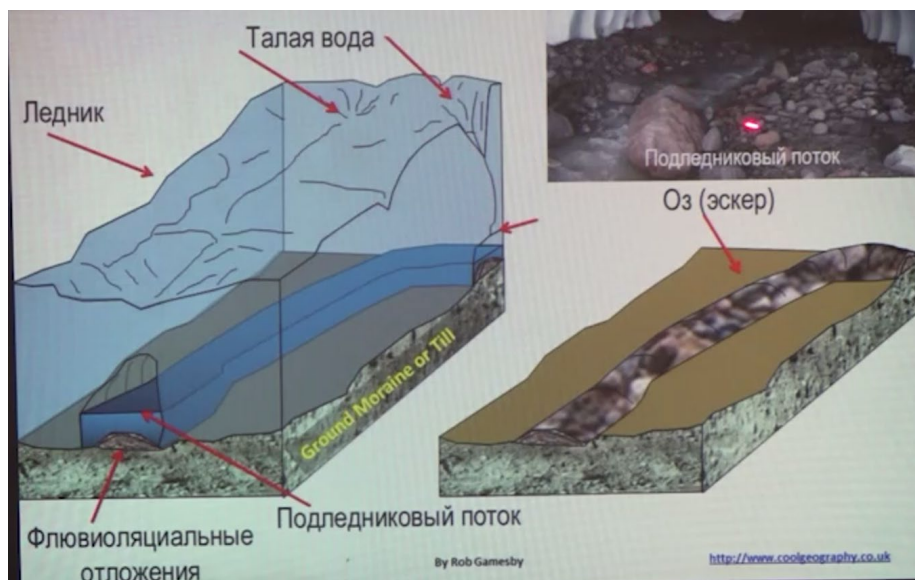 Талая вода
Ледник
Подледниковый поток
Оз (эскер)
Ground Moraine or Till
Подледниковый поток
Флювиоляциальные
отложения
By Rob Gamesby
http://www.coolgeography.co.uk